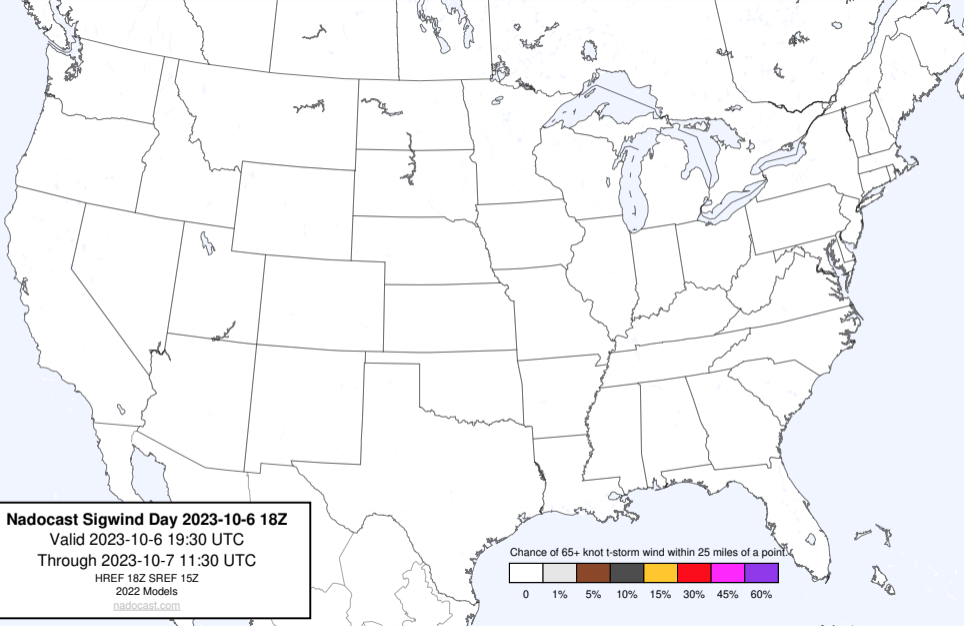 Nadocast Sigwind Day 2023-10-6 18Z
Valid 2023-10-6 19:30 UTC
Through 2023-10-7 11:30 UTC
HREF 18Z SREF 15Z
2022 Models
nadocast.com
Chance of 65+ knot t-storm wind within 25 miles of a point.
0 1% 5% 10% 15% 30% 45% 60%